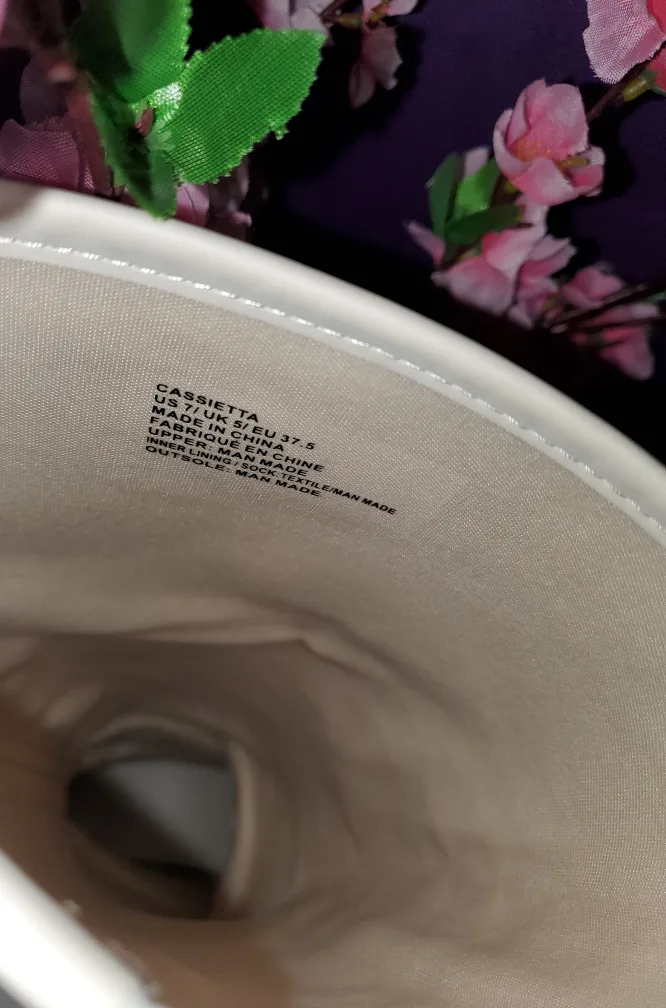 CASSIETTA
US 7/ UK 5/ EU 37.5
MADE IN CHINA
FABRIQUÉ EN CHINE
UPPER: MAN MADE
INNER LINING / SOCK:TEXTILE/MAN MADE
OUTSOLE: MAN MADE